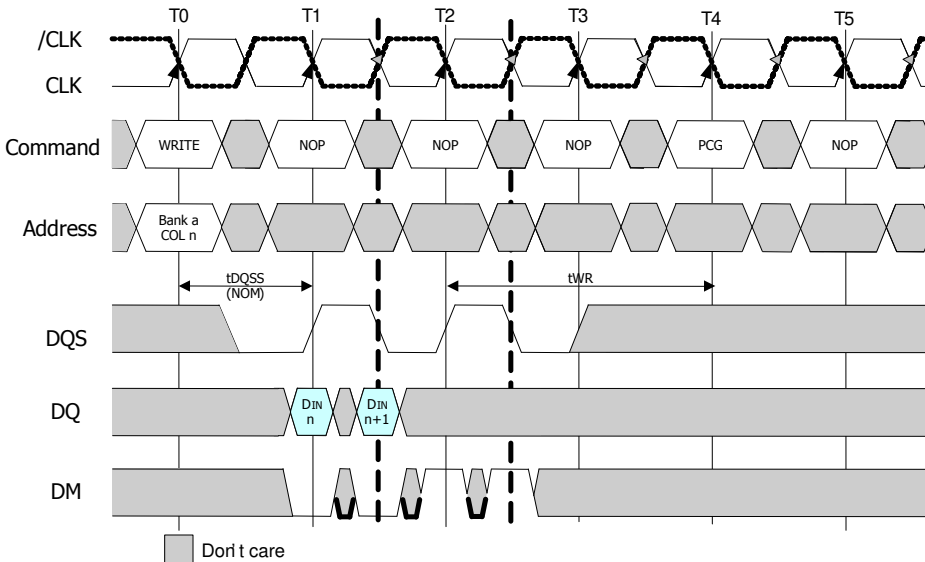 T0 T1 T2 T3 T4 T5
/CLK
CLK
Command WRITE NOP NOP NOP PCG NOP
Address Bank a
COL n
tDQSS
(NOM)
tWR
DQS
DQ DIN
n
DIN
n+1
DM
Don't care